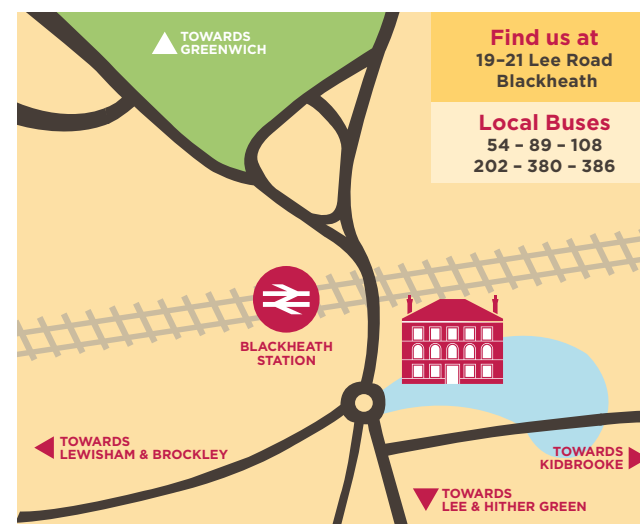 TOWARDS
GREENWICH
Find us at
19–21 Lee Road
Blackheath
Local Buses
54 – 89 – 108
202 – 380 – 386
BLACKHEATH
STATION
TOWARDS
LEWISHAM & BROCKLEY
TOWARDS
KIDBROOKE
TOWARDS
LEE & HITHER GREEN